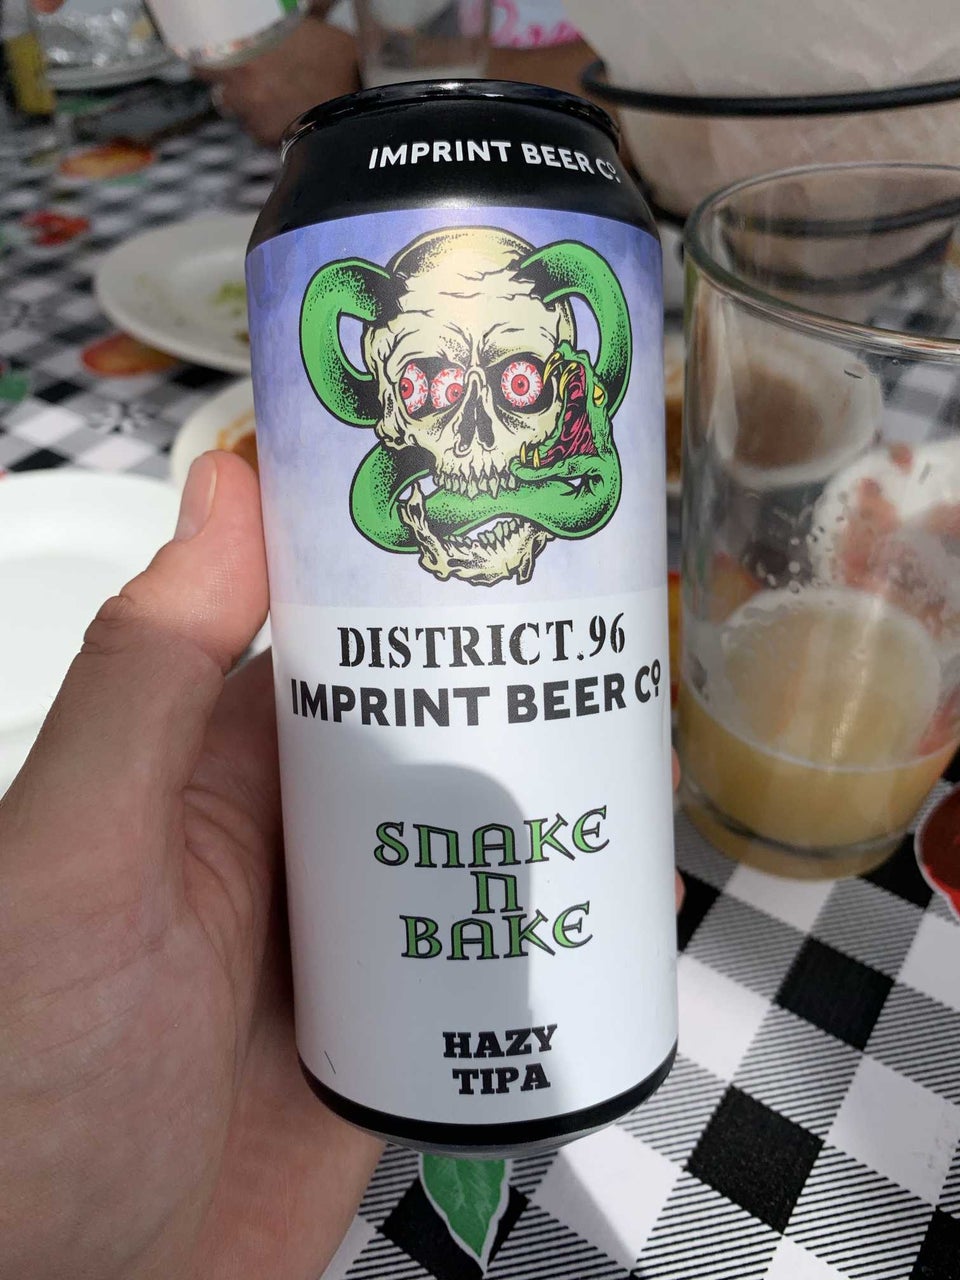 IMPRINT BEER Cº.
DISTRICT.96
IMPRINT BEER Cº
SNAKE
N
BAKE
HAZY
TIPA